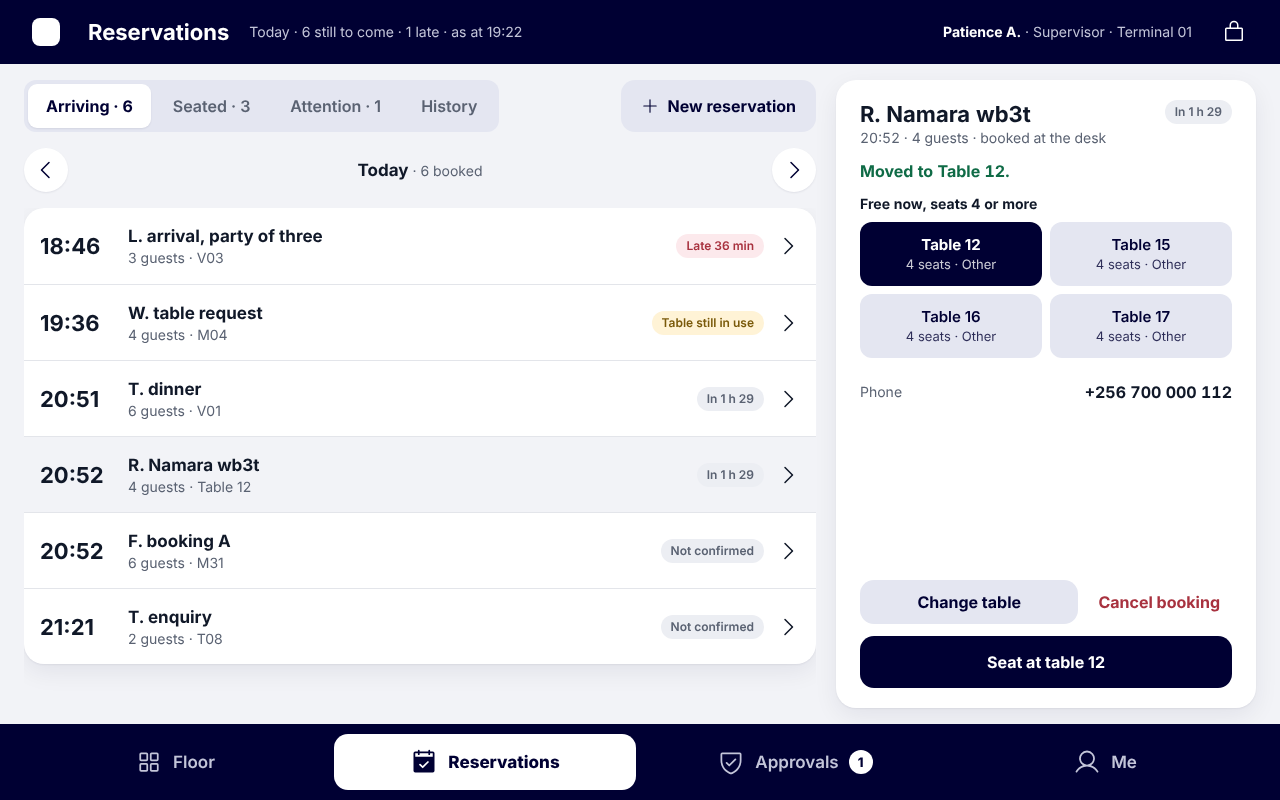 Reservations Today · 6 still to come · 1 late · as at 19:22
Patience A. · Supervisor · Terminal 01
Arriving · 6
Seated · 3
Attention · 1
History
New reservation
Today · 6 booked
18:46
L. arrival, party of three
3 guests · V03
Late 36 min
19:36
W. table request
4 guests · M04
Table still in use
20:51
T. dinner
6 guests · V01
In 1 h 29
20:52
R. Namara wb3t
4 guests · Table 12
In 1 h 29
20:52
F. booking A
6 guests · M31
Not confirmed
21:21
T. enquiry
2 guests · T08
Not confirmed
R. Namara wb3t
In 1 h 29
20:52 · 4 guests · booked at the desk
Moved to Table 12.
Free now, seats 4 or more
Table 12
4 seats · Other
Table 15
4 seats · Other
Table 16
4 seats · Other
Table 17
4 seats · Other
Phone
+256 700 000 112
Change table
Cancel booking
Seat at table 12
Floor
Reservations
Approvals 1
Me